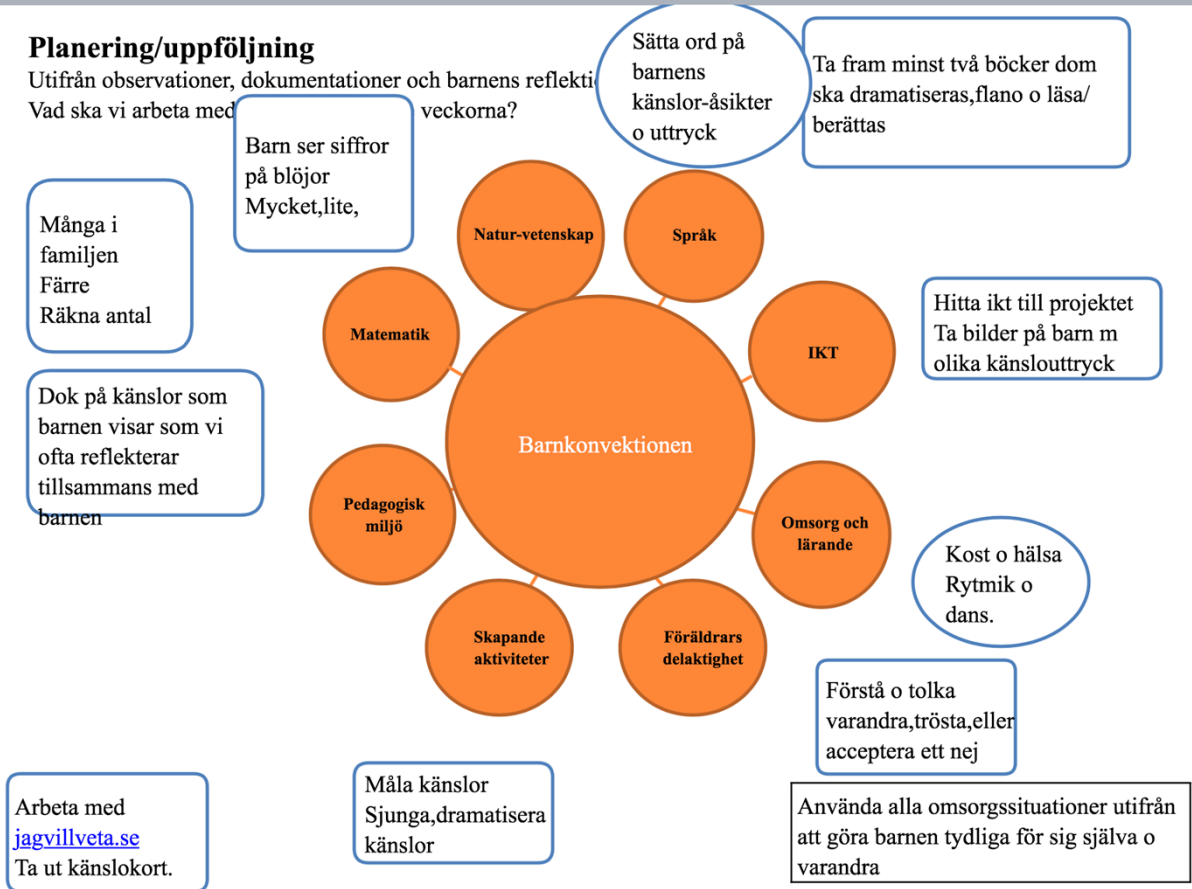 Planering/uppföljning
Utifrån observationer, dokumentationer och barnens
Vad ska vi arbeta med
veckorna?
Sätta ord på
barnens
känslor-åsikter
o uttryck
Ta fram minst två böcker dom
ska dramatiseras,flano o läsa/
berättas
Barn ser siffror
på blöjor
Mycket,lite,
Många i
familjen
Färre
Räkna antal
Natur-vetenskap
Språk
Matematik
IKT
Hitta ikt till projektet
Ta bilder på barn m
olika känslouttryck
Dok på känslor som
barnen visar som vi
ofta reflekterar
tillsammans med
barnen
Barnkonvektionen
Pedagogisk
miljö
Omsorg och
lärande
Kost o hälsa
Rytmik o
dans.
Skapande
aktiviteter
Föräldrars
delaktighet
Förstå o tolka
varandra,trösta,eller
acceptera ett nej
Arbeta med
jagvillveta.se
Ta ut känslokort.
Måla känslor
Sjunga,dramatisera
känslor
Använda alla omsorgssituationer utifrån
att göra barnen tydliga för sig själva o
varandra